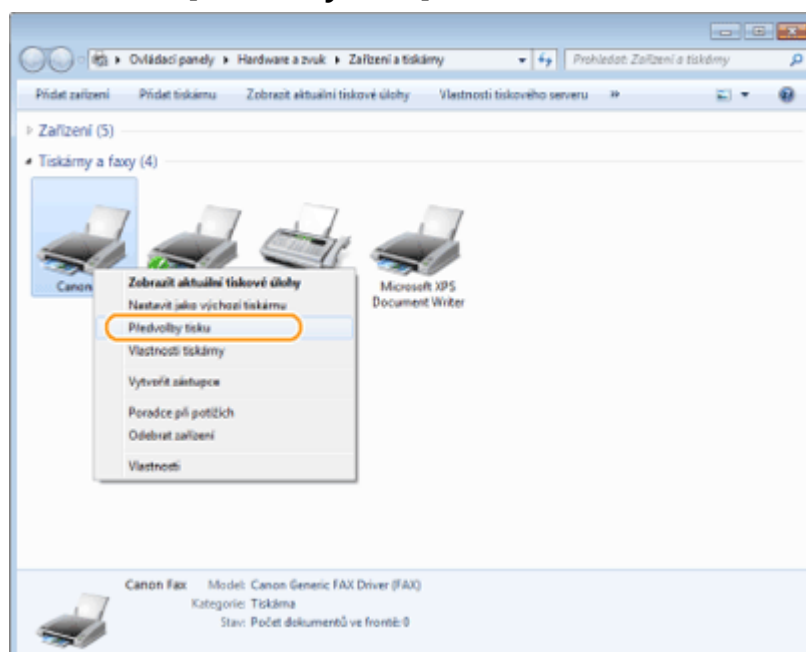 Ovládací panely ▸ Hardware a zvuk ▸ Zařízení a tiskárny
Prohledat: Zařízení a tiskárny
Přidat zařízení Přidat tiskárnu Zobrazit aktuální tiskové úlohy Vlastnosti tiskového serveru »
Zařízení (5)
Tiskárny a faxy (4)
Canon
Microsoft XPS
Document Writer
Zobrazit aktuální tiskové úlohy
Nastavit jako výchozí tiskárnu
Předvolby tisku
Vlastnosti tiskárny
Vytvořit zástupce
Poradce při potížích
Odebrat zařízení
Vlastnosti
Canon Fax Model: Canon Generic FAX Driver (FAX)
Kategorie: Tiskárna
Stav: Počet dokumentů ve frontě: 0